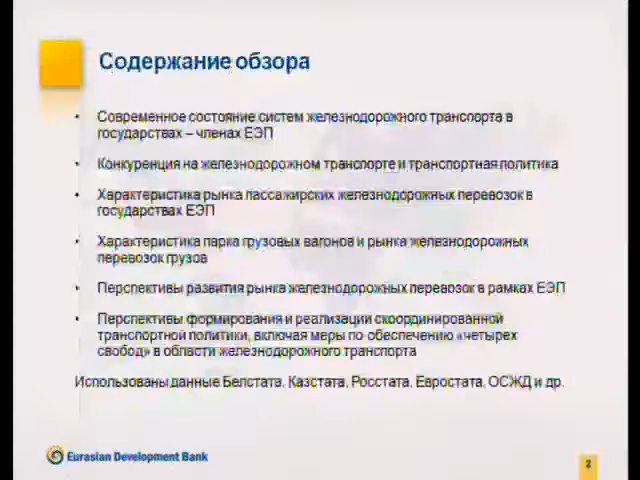 Содержание обзора
• Современное состояние систем железнодорожного транспорта в
государствах – членах ЕЭП
• Конкуренция на железнодорожном транспорте и транспортная политика
• Характеристика рынка пассажирских железнодорожных перевозок в
государствах ЕЭП
• Характеристика парка грузовых вагонов и рынка железнодорожных
перевозок грузов
• Перспективы развития рынка железнодорожных перевозок в рамках ЕЭП
• Перспективы формирования и реализации скоординированной
транспортной политики, включая меры по обеспечению «четырех
свобод» в области железнодорожного транспорта
Использованы данные Белстата, Казстата, Росстата, Евростата, ОСЖД и др.
Eurasian Development Bank
2